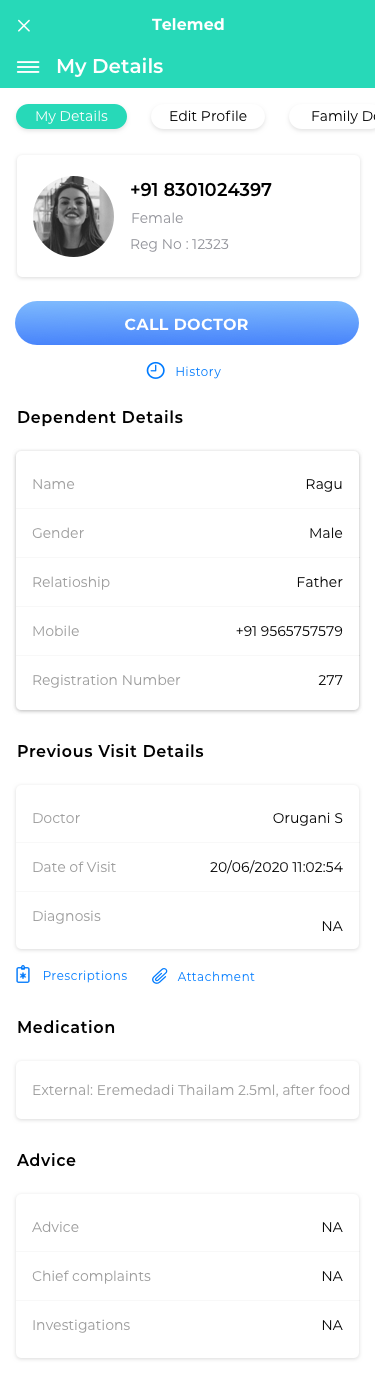 Telemed
My Details
My Details Edit Profile Family D
+91 8301024397
Female
Reg No : 12323
CALL DOCTOR
History
Dependent Details
Name Ragu
Gender Male
Relatioship Father
Mobile +91 9565757579
Registration Number 277
Previous Visit Details
Doctor Orugani S
Date of Visit 20/06/2020 11:02:54
Diagnosis
NA
Prescriptions Attachment
Medication
External: Eremedadi Thailam 2.5ml, after food
Advice
Advice NA
Chief complaints NA
Investigations NA